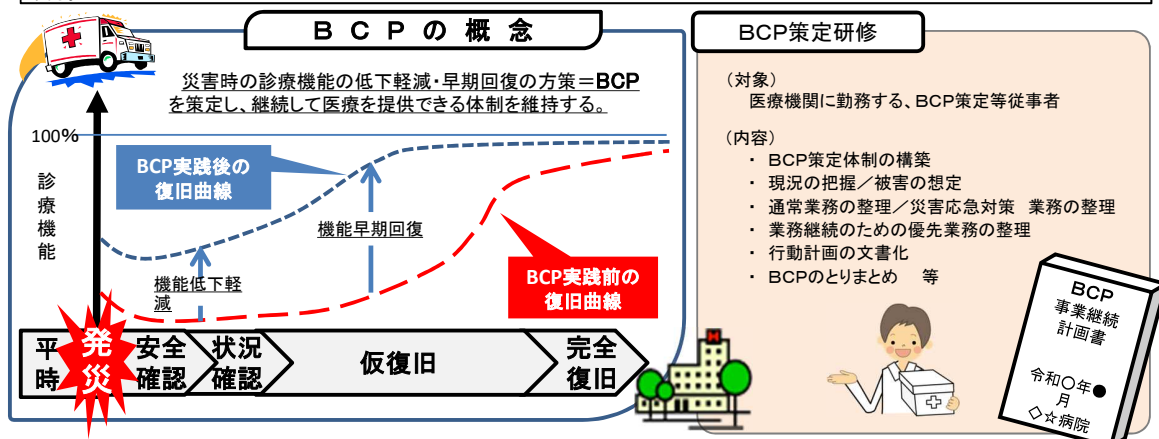 BCPの概念
災害時の診療機能の低下軽減・早期回復の方策＝BCP
を策定し、継続して医療を提供できる体制を維持する。
100%
診療機能
BCP実践後の
復旧曲線
機能早期回復
機能低下軽
減
BCP実践前の
復旧曲線
平時
発災
安全
確認
状況
確認
仮復旧
完全
復旧
H
BCP策定研修
（対象）
医療機関に勤務する、BCP策定等従事者
（内容）
・ BCP策定体制の構築
・ 現況の把握／被害の想定
・ 通常業務の整理／災害応急対策　業務の整理
・ 業務継続のための優先業務の整理
・ 行動計画の文書化
・ BCPのとりまとめ　等
BCP
事業継続
計画書
令和〇年●
月
◇☆病院